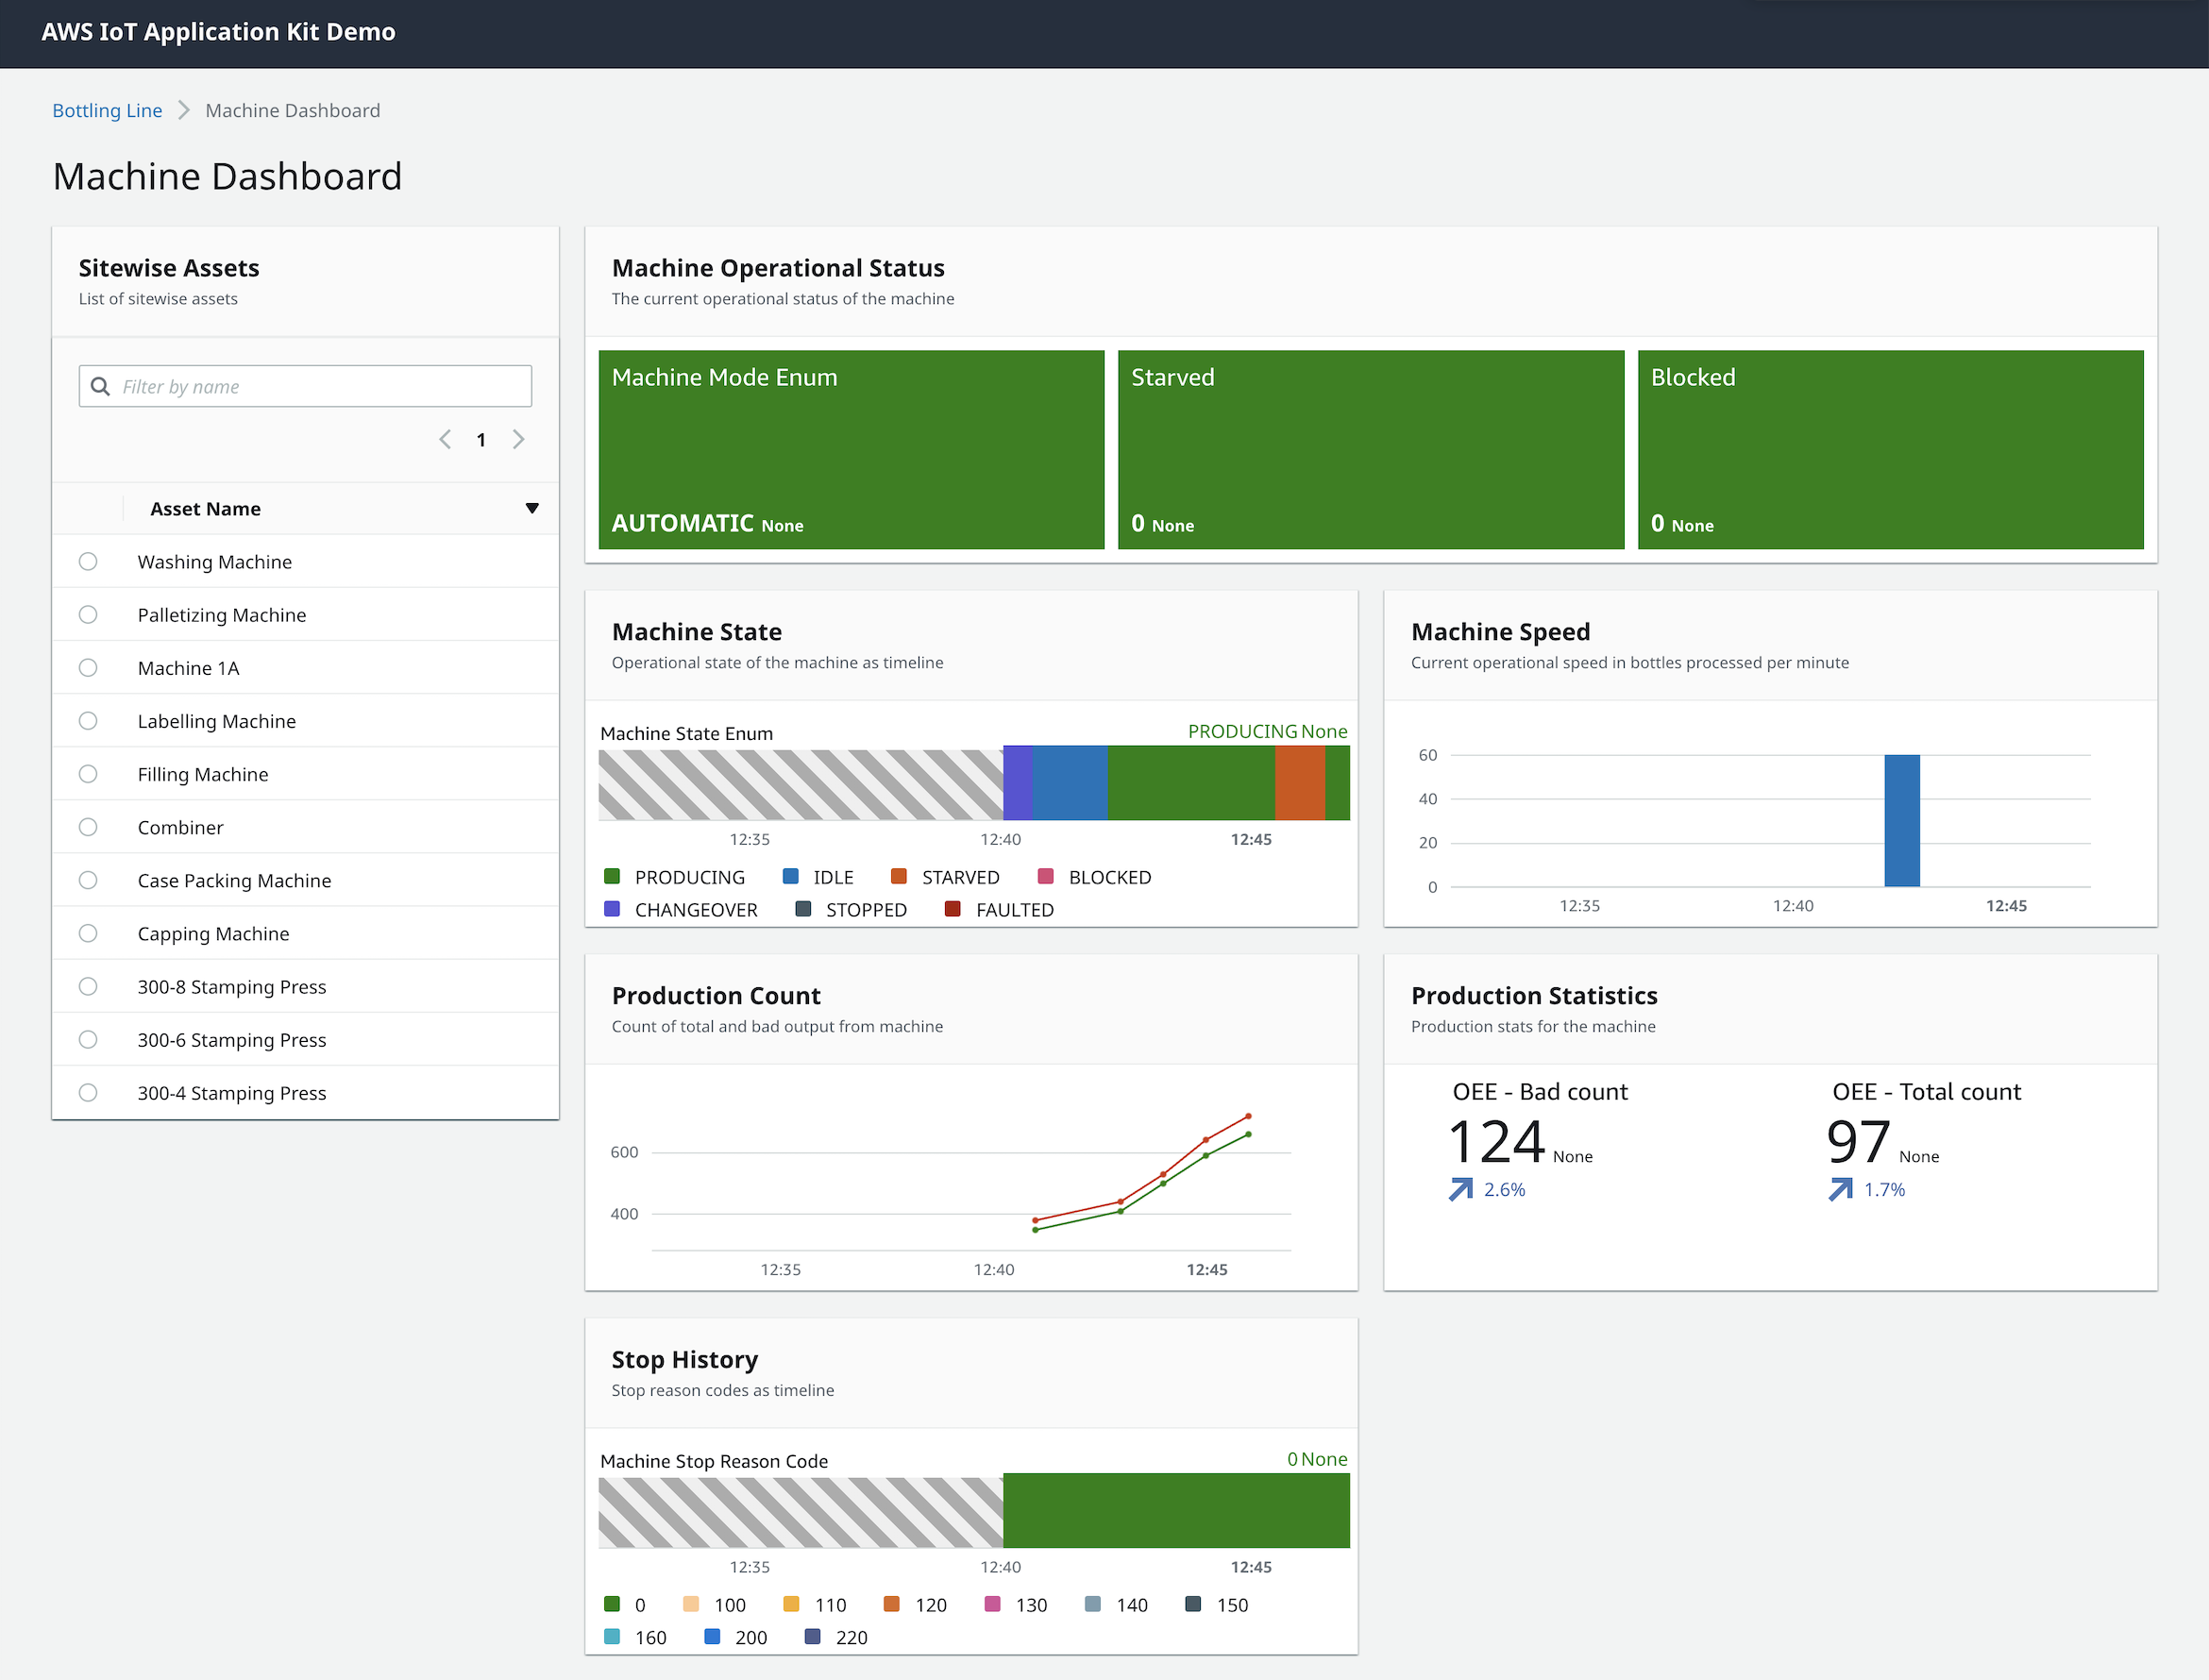 AWS IoT Application Kit Demo
Bottling Line
Machine Dashboard
Machine Dashboard
Sitewise Assets
List of sitewise assets
Filter by name
1
Asset Name
Washing Machine
Palletizing Machine
Machine 1A
Labelling Machine
Filling Machine
Combiner
Case Packing Machine
Capping Machine
300-8 Stamping Press
300-6 Stamping Press
300-4 Stamping Press
Machine Operational Status
The current operational status of the machine
Machine Mode Enum
AUTOMATIC None
Starved
0 None
Blocked
0 None
Machine State
Operational state of the machine as timeline
Machine State Enum
PRODUCING None
12:35 12:40 12:45
PRODUCING IDLE STARVED BLOCKED
CHANGEOVER STOPPED FAULTED
Machine Speed
Current operational speed in bottles processed per minute
60
40
20
0
12:35 12:40 12:45
Production Count
Count of total and bad output from machine
600
400
12:35 12:40 12:45
Production Statistics
Production stats for the machine
OEE - Bad count
124 None
2.6%
OEE - Total count
97 None
1.7%
Stop History
Stop reason codes as timeline
Machine Stop Reason Code
0 None
12:35 12:40 12:45
0 100 110 120 130 140 150
160 200 220